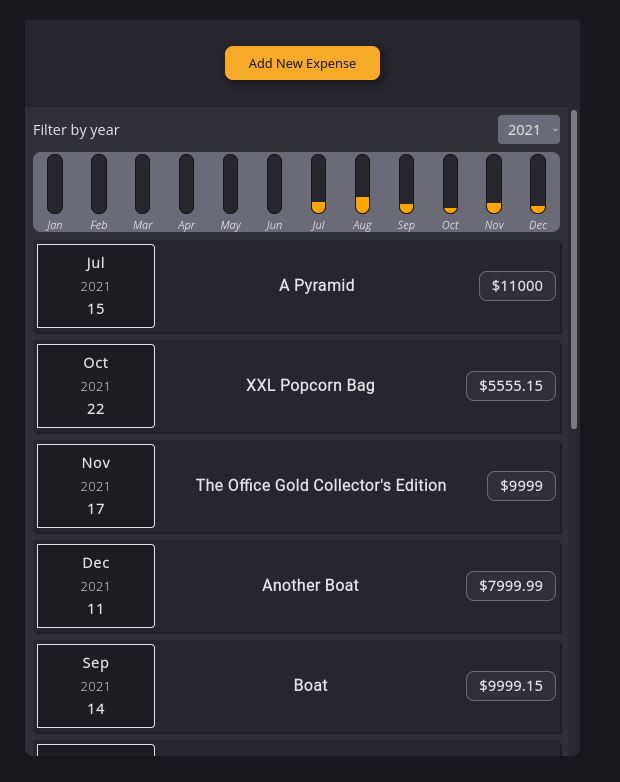 Add New Expense
Filter by year
2021
Jan Feb Mar Apr May Jun Jul Aug Sep Oct Nov Dec
Jul
2021
15
A Pyramid
$11000
Oct
2021
22
XXL Popcorn Bag
$5555.15
Nov
2021
17
The Office Gold Collector's Edition
$9999
Dec
2021
11
Another Boat
$7999.99
Sep
2021
14
Boat
$9999.15